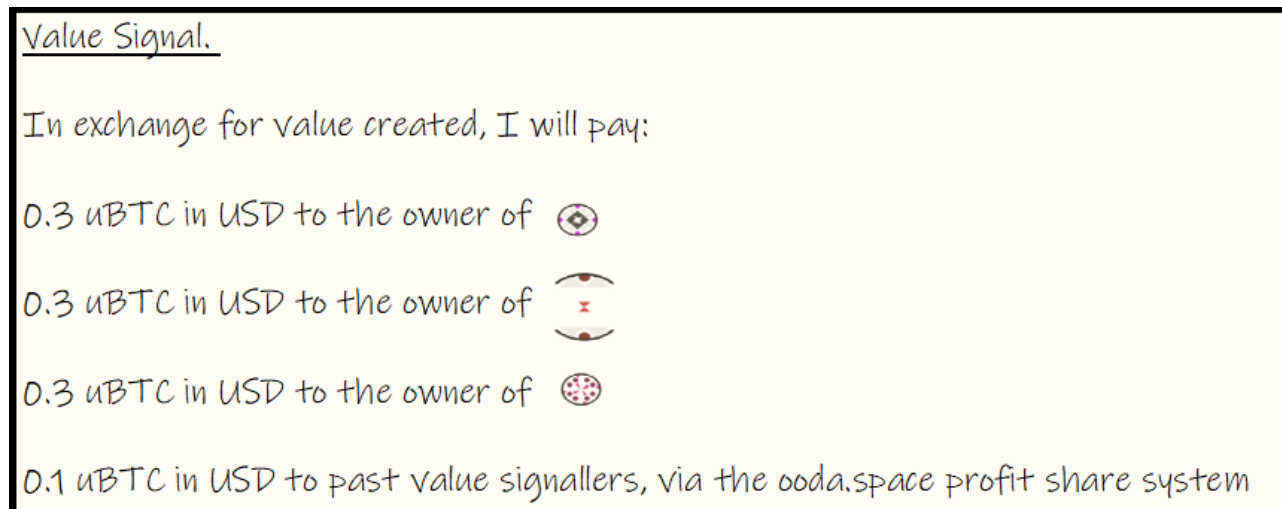 Value Signal.
In exchange for value created, I will pay:
0.3 uBTC in USD to the owner of
0.3 uBTC in USD to the owner of
0.3 uBTC in USD to the owner of
0.1 uBTC in USD to past value signallers, via the ooda.space profit share system